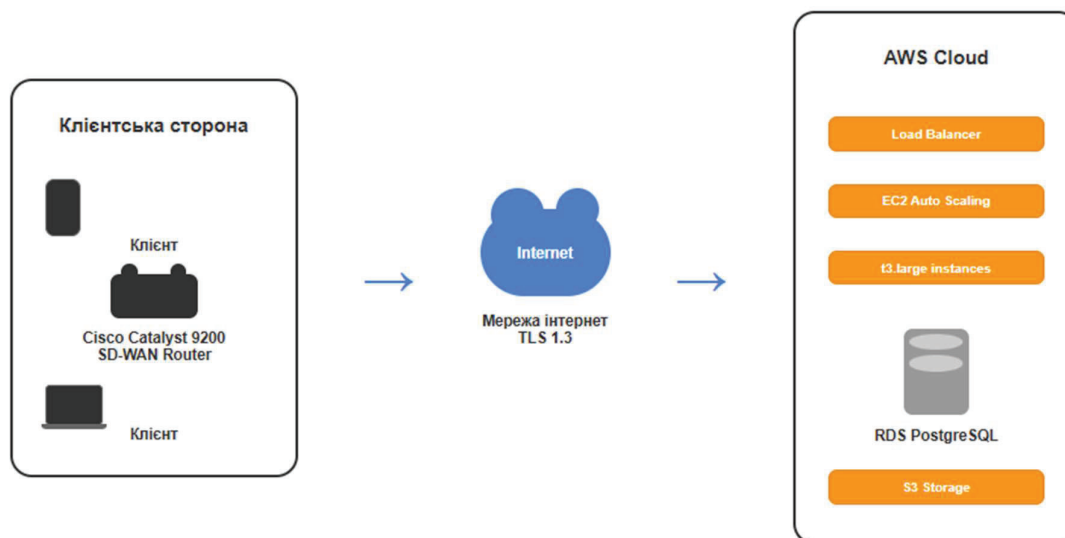 Клієнтська сторона
Клієнт
Cisco Catalyst 9200
SD-WAN Router
Клієнт
Internet
Мережа інтернет
TLS 1.3
AWS Cloud
Load Balancer
EC2 Auto Scaling
t3.large instances
RDS PostgreSQL
S3 Storage